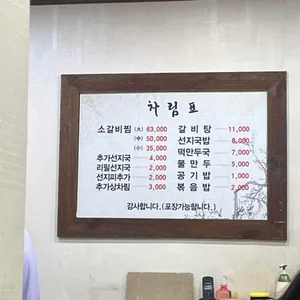 차림표
소갈비찜 (大) 63,000
(中) 50,000
(小) 35,000
추가선지국 4,000
리필선지국 2,000
선지피추가 2,000
추가상차림 3,000
갈비탕 11,000
선지국밥 8,000
떡만두국 7,000
물만두 5,000
공기밥 1,000
볶음밥 2,000
감사합니다.(포장가능합니다.)